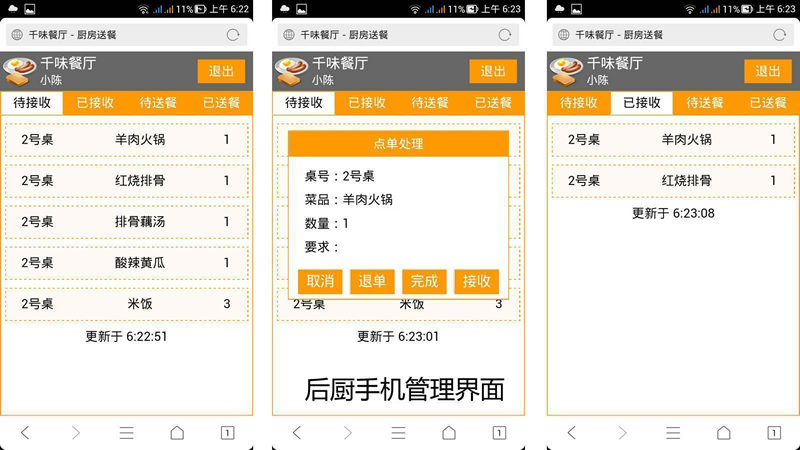 11% 上午 6:22
千味餐厅 - 厨房送餐
千味餐厅
小陈
退出
待接收 已接收 待送餐 已送餐
2号桌 羊肉火锅 1
2号桌 红烧排骨 1
2号桌 排骨藕汤 1
2号桌 酸辣黄瓜 1
2号桌 米饭 3
更新于 6:22:51
1
11% 上午 6:23
千味餐厅 - 厨房送餐
千味餐厅
小陈
退出
待接收 已接收 待送餐 已送餐
点单处理
桌号：2号桌
菜品：羊肉火锅
数量：1
要求：
取消 退单 完成 接收
2号桌 米饭 3
更新于 6:23:01
后厨手机管理界面
1
11% 上午 6:23
千味餐厅 - 厨房送餐
千味餐厅
小陈
退出
待接收 已接收 待送餐 已送餐
2号桌 羊肉火锅 1
2号桌 红烧排骨 1
更新于 6:23:08
1